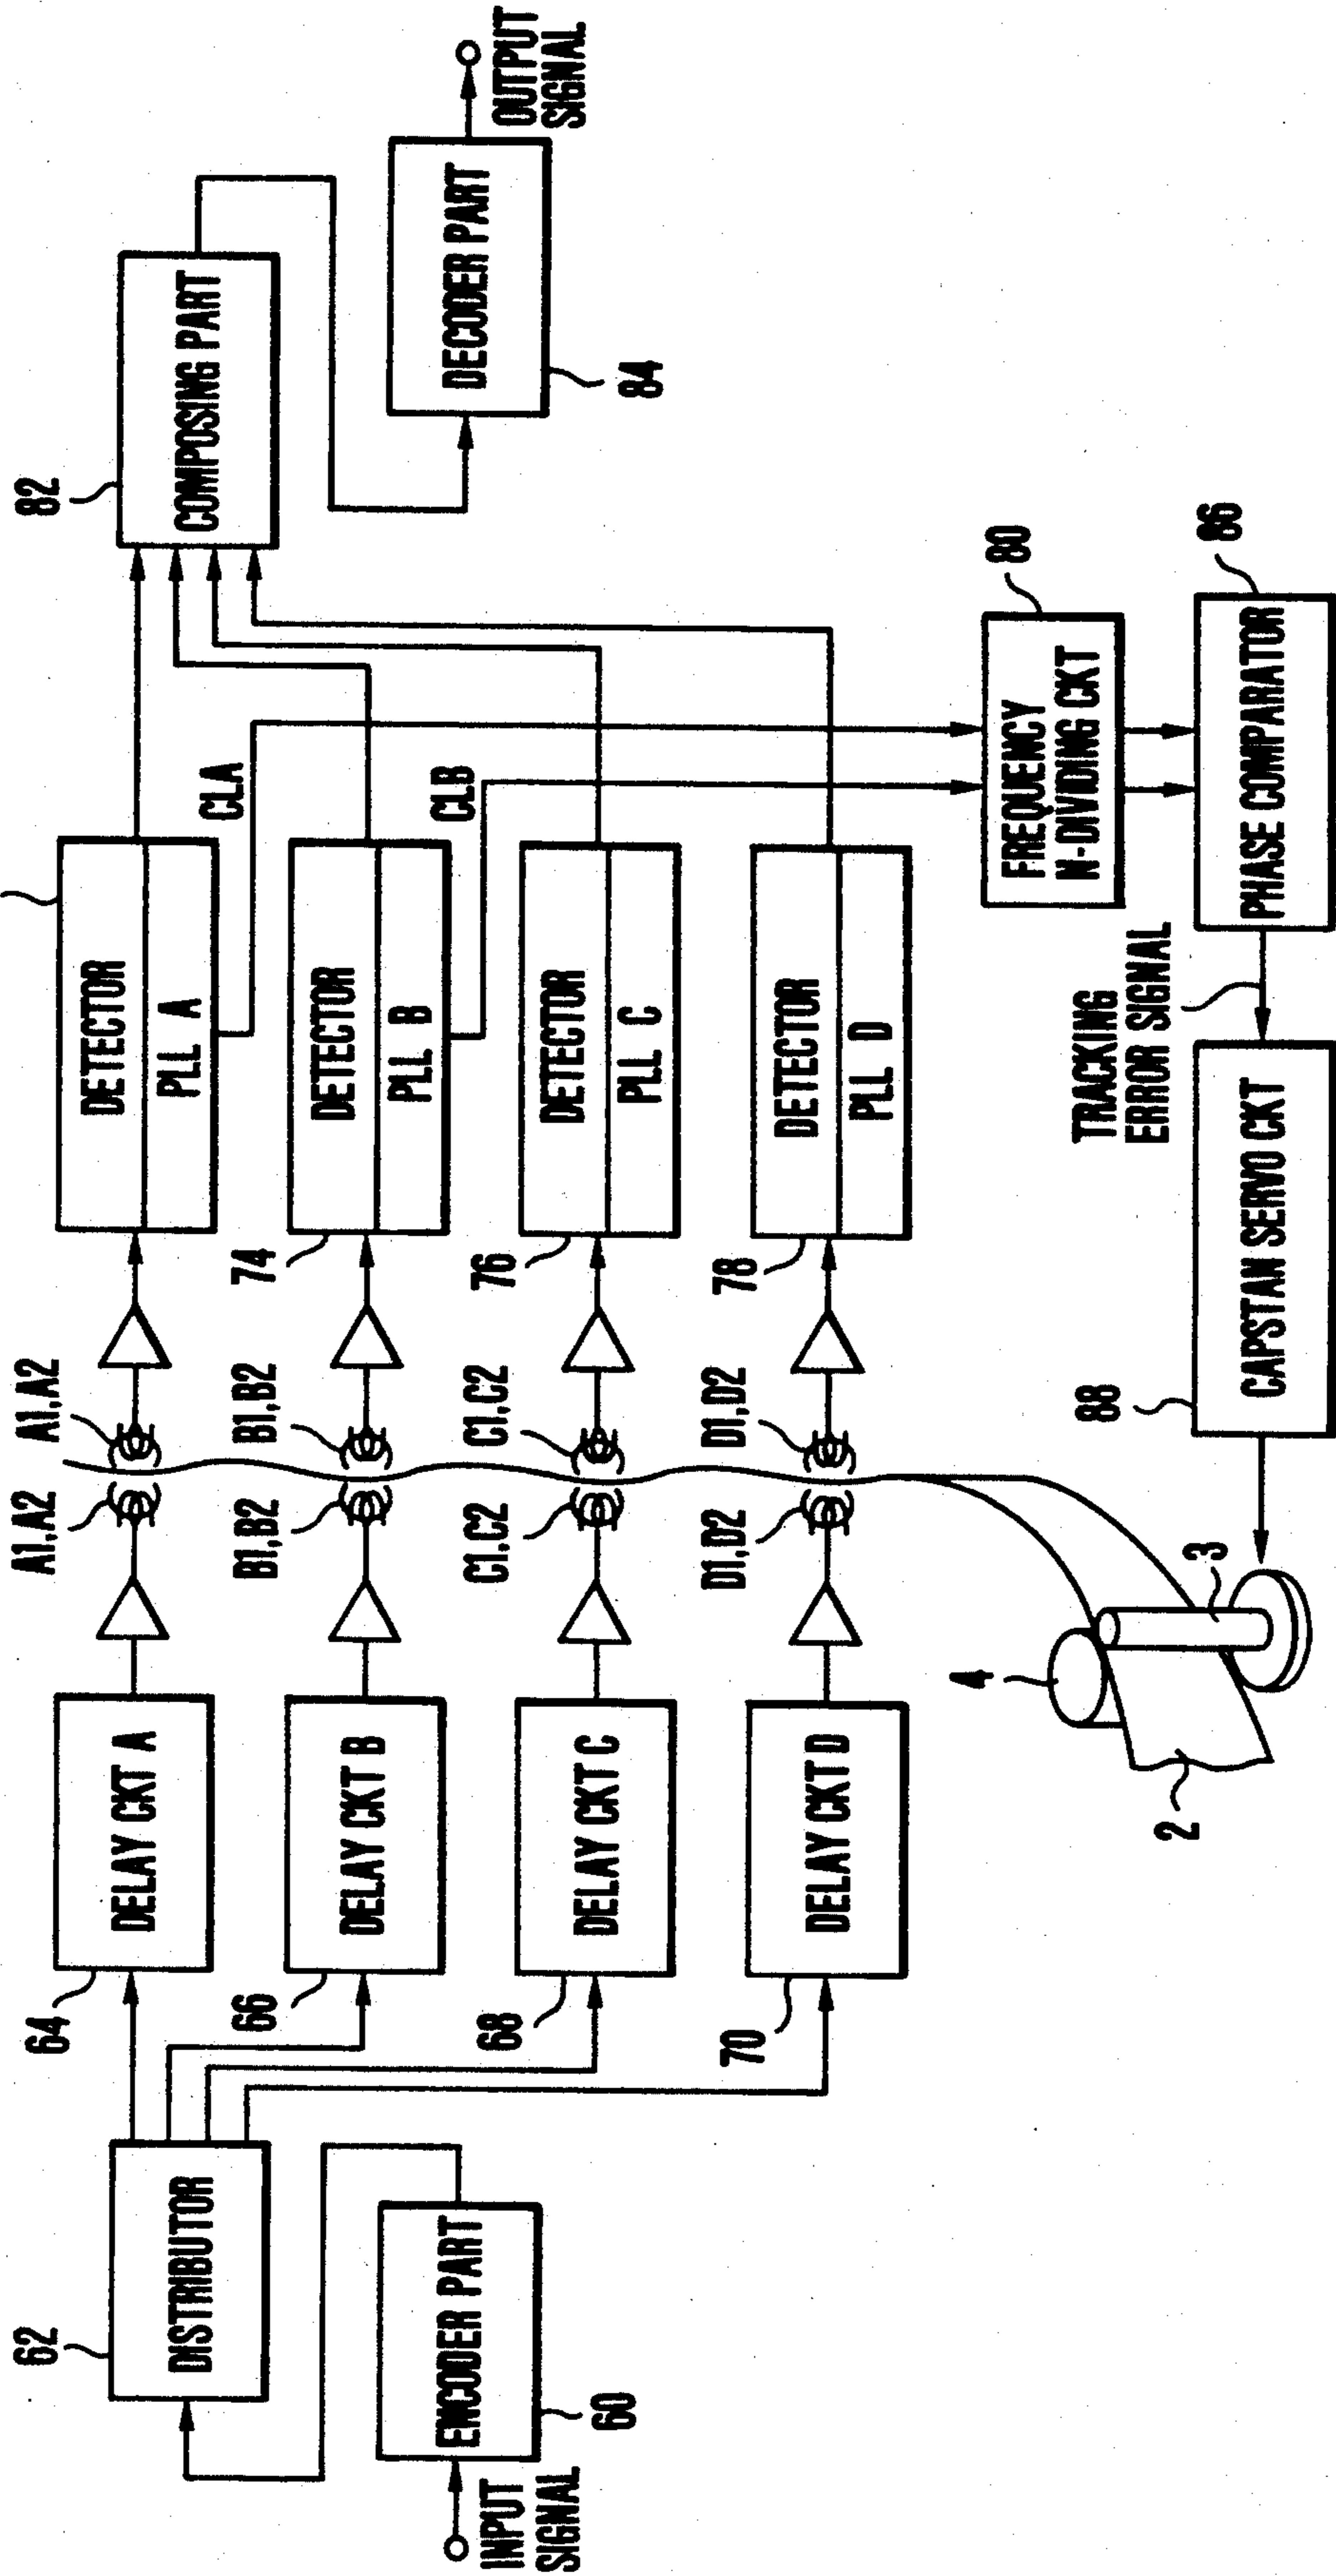 INPUT
SIGNAL
ENCODER PART
60
62
DISTRIBUTOR
64
DELAY CKT A
66
DELAY CKT B
68
DELAY CKT C
70
DELAY CKT D
A1,A2
A1,A2
B1,B2
B1,B2
C1,C2
C1,C2
D1,D2
D1,D2
DETECTOR
PLL A
CLA
74
DETECTOR
PLL B
CLB
76
DETECTOR
PLL C
78
DETECTOR
PLL D
82
COMPOSING PART
DECODER PART
84
OUTPUT
SIGNAL
80
FREQUENCY
N-DIVIDING CKT
86
PHASE COMPARATOR
TRACKING
ERROR SIGNAL
88
CAPSTAN SERVO CKT
2
4
3